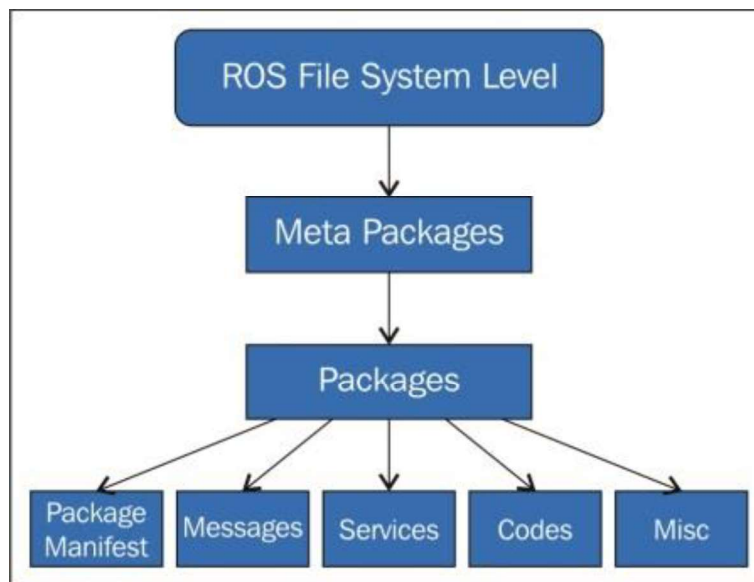 ROS File System Level
Meta Packages
Packages
Package
Manifest
Messages
Services
Codes
Misc